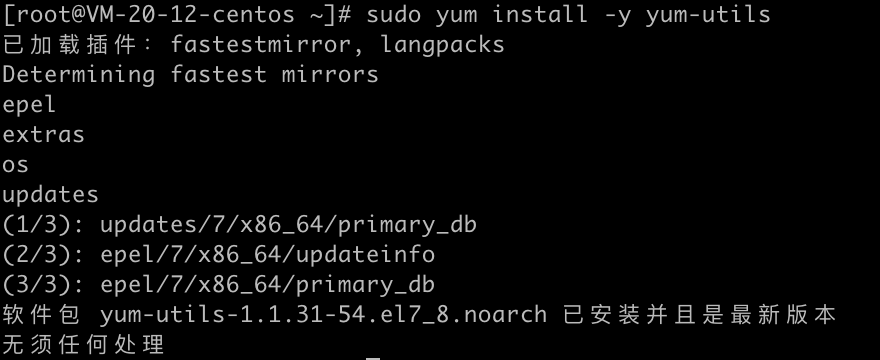 [root@VM-20-12-centos ~]# sudo yum install -y yum-utils
已加载插件：fastestmirror, langpacks
Determining fastest mirrors
epel
extras
os
updates
(1/3): updates/7/x86_64/primary_db
(2/3): epel/7/x86_64/updateinfo
(3/3): epel/7/x86_64/primary_db
软件包 yum-utils-1.1.31-54.el7_8.noarch 已安装并且是最新版本
无须任何处理